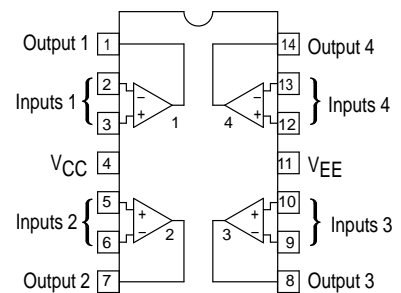 Output 1 1 14 Output 4
2 13
Inputs 1 { − − } Inputs 4
3 + 1 4 + 12
VCC 4 11 VEE
5 10
Inputs 2 { + + } Inputs 3
6 − 2 3 − 9
Output 2 7 8 Output 3